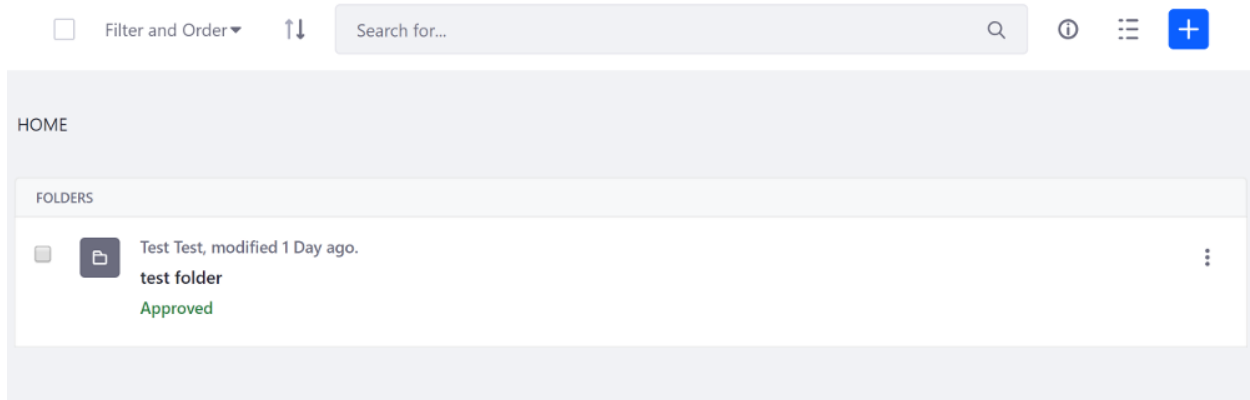 Filter and Order
Search for...
HOME
FOLDERS
Test Test, modified 1 Day ago.
test folder
Approved